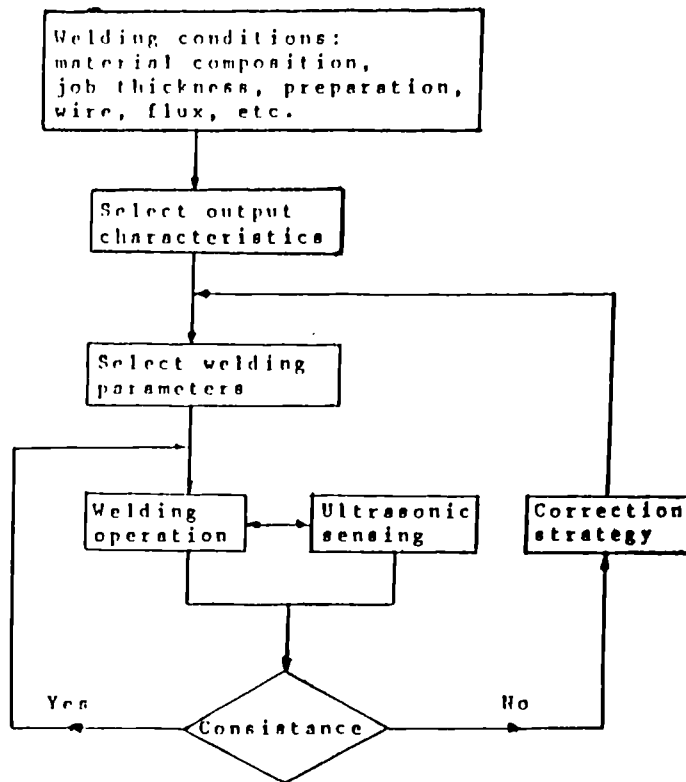 Welding conditions:
material composition,
job thickness, preparation,
wire, flux, etc.
Select output
characteristics
Select welding
parameters
Welding
operation
Ultrasonic
sensing
Correction
strategy
Yes
Consistance
No